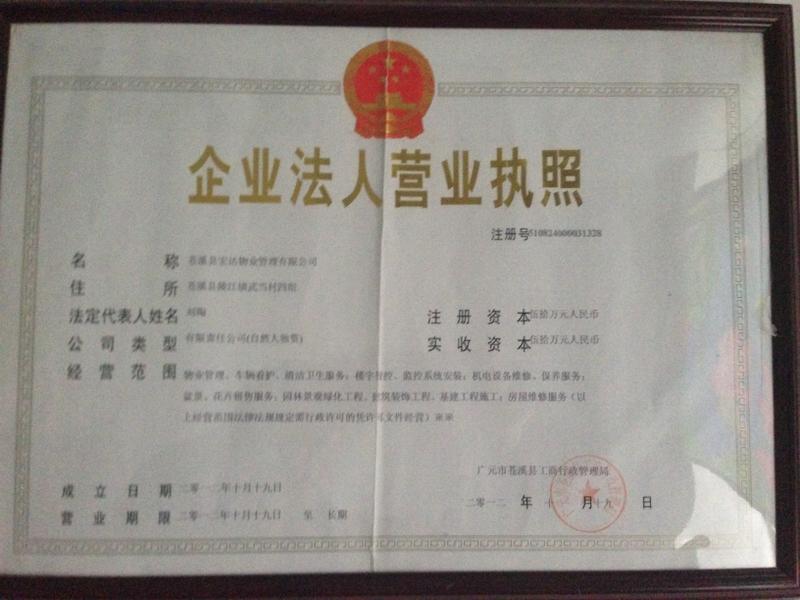 企业法人营业执照
注册号510824000031328
名称 苍溪县宏达物业管理有限公司
住所 苍溪县陵江镇武当村四组
法定代表人姓名 刘陶
注册资本 伍拾万元人民币
公司类型 有限责任公司(自然人独资)
实收资本 伍拾万元人民币
经营范围 物业管理、车辆看护、清洁卫生服务；楼宇智控、监控系统安装；机电设备维修、保养服务；
盆景、花卉销售服务；园林景观绿化工程、建筑装饰工程、基建工程施工；房屋维修服务（以
上经营范围法律法规规定需行政许可的凭许可文件经营）※※
广元市苍溪县工商行政管理局
成立日期 二零一二年十月十九日
二零一二 年 十 月 十九 日
营业期限 二零一二年十月十九日 至 长期